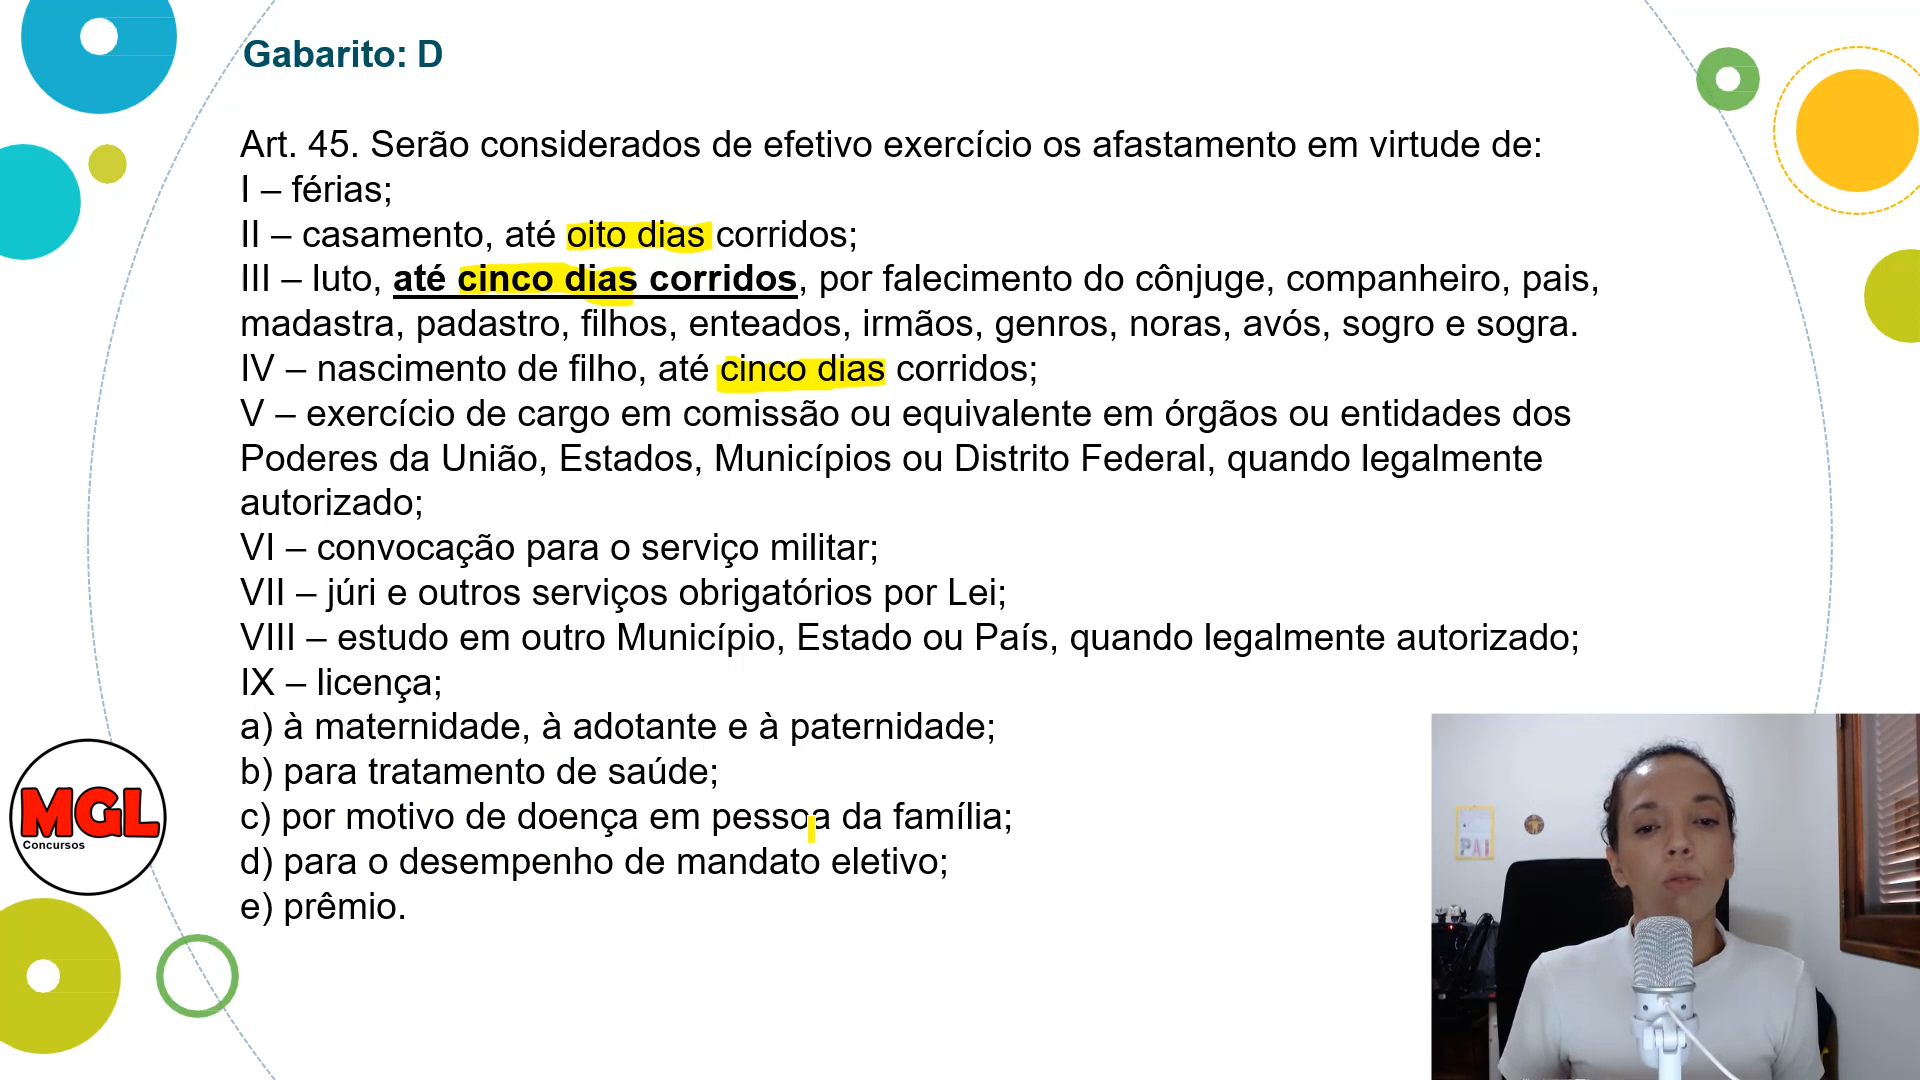 Gabarito: D
Art. 45. Serão considerados de efetivo exercício os afastamento em virtude de:
I – férias;
II – casamento, até oito dias corridos;
III – luto, até cinco dias corridos, por falecimento do cônjuge, companheiro, pais,
madastra, padastro, filhos, enteados, irmãos, genros, noras, avós, sogro e sogra.
IV – nascimento de filho, até cinco dias corridos;
V – exercício de cargo em comissão ou equivalente em órgãos ou entidades dos
Poderes da União, Estados, Municípios ou Distrito Federal, quando legalmente
autorizado;
VI – convocação para o serviço militar;
VII – júri e outros serviços obrigatórios por Lei;
VIII – estudo em outro Município, Estado ou País, quando legalmente autorizado;
IX – licença;
a) à maternidade, à adotante e à paternidade;
b) para tratamento de saúde;
c) por motivo de doença em pessoa da família;
d) para o desempenho de mandato eletivo;
e) prêmio.
MGL
Concursos
PAI